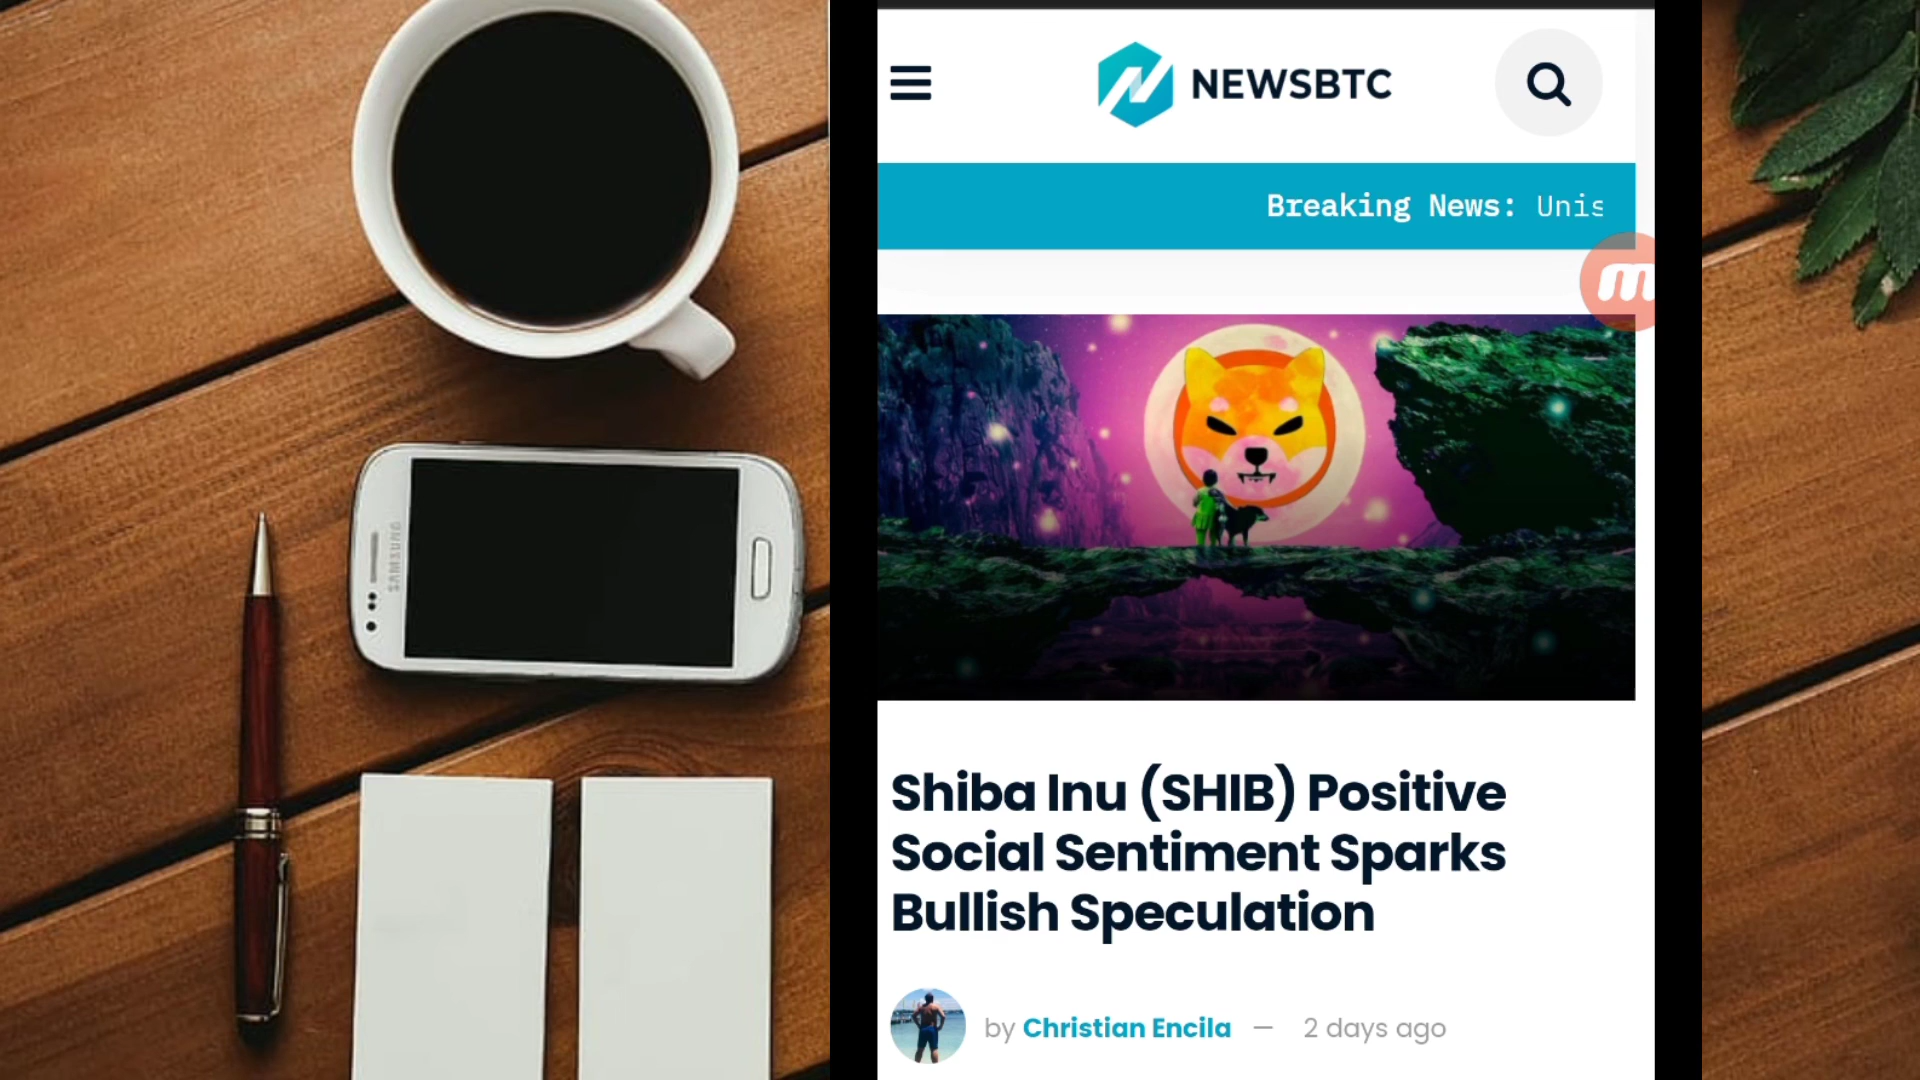 SAMSUNG
NEWSBTC
Breaking News: Unis
Shiba Inu (SHIB) Positive
Social Sentiment Sparks
Bullish Speculation
by Christian Encila — 2 days ago